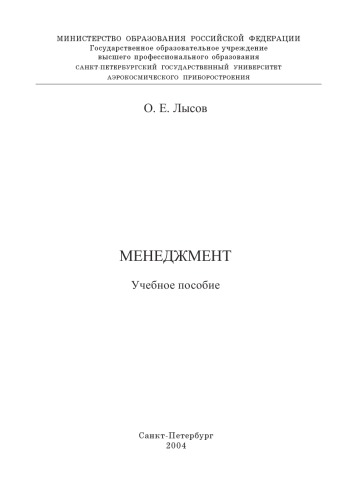 МИНИСТЕРСТВО ОБРАЗОВАНИЯ РОССИЙСКОЙ ФЕДЕРАЦИИ
Государственное образовательное учреждение
высшего профессионального образования
САНКТ-ПЕТЕРБУРГСКИЙ ГОСУДАРСТВЕННЫЙ УНИВЕРСИТЕТ
АЭРОКОСМИЧЕСКОГО ПРИБОРОСТРОЕНИЯ
О. Е. Лысов
МЕНЕДЖМЕНТ
Учебное пособие
Санкт-Петербург
2004